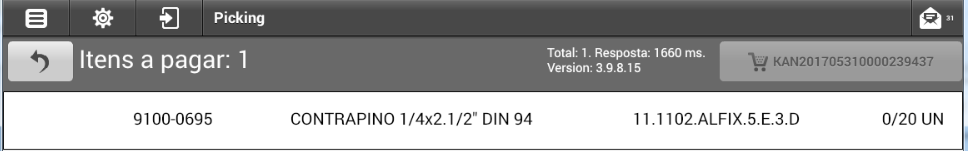 Picking
31
Itens a pagar: 1
Total: 1. Resposta: 1660 ms.
Version: 3.9.8.15
KAN201705310000239437
9100-0695 CONTRAPINO 1/4x2.1/2" DIN 94 11.1102.ALFIX.5.E.3.D 0/20 UN